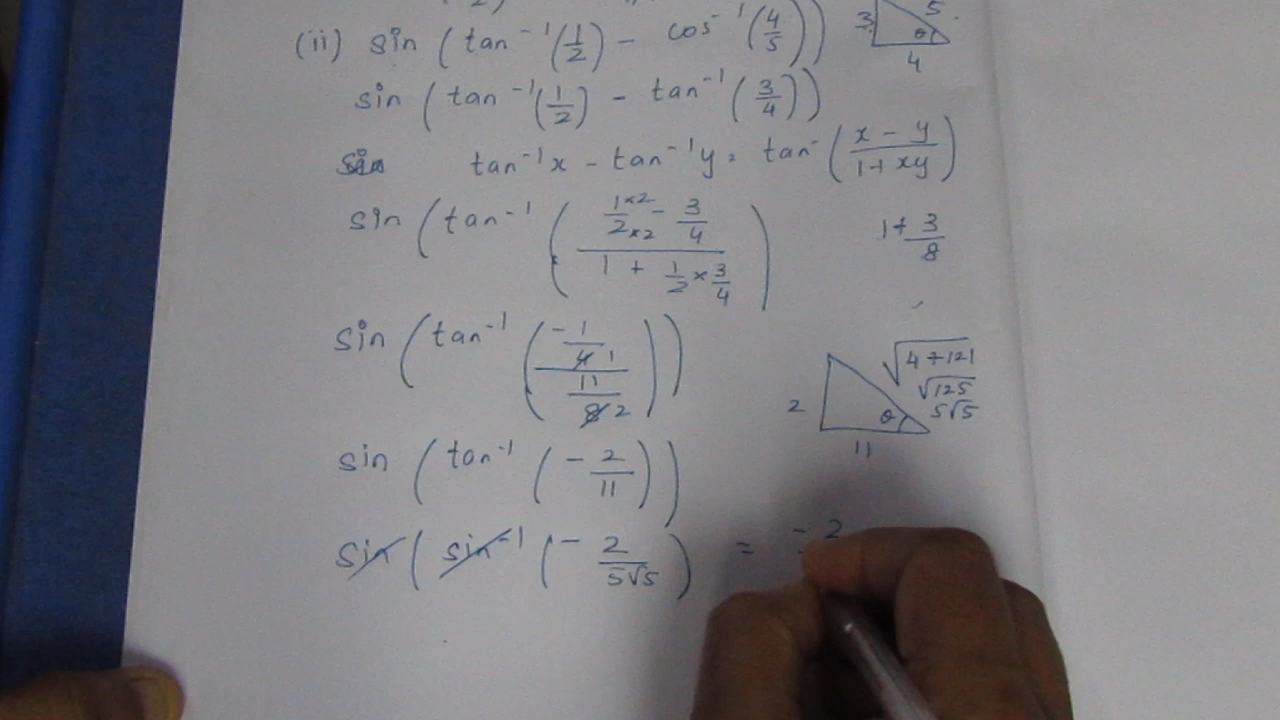 (ii) sin (tan⁻¹(1/2) - cos⁻¹(4/5))
3 5 θ 4
sin (tan⁻¹(1/2) - tan⁻¹(3/4))
tan⁻¹x - tan⁻¹y = tan⁻(x - y / 1 + xy)
sin (tan⁻¹(1×2/2×2 - 3/4 / 1 + 1/2 × 3/4)
1 + 3/8
sin (tan⁻¹(-1/4 1 / 11/8 2))
2 θ 11
√4+121
√125
5√5
sin (tan⁻¹(-2/11))
sin (sin⁻¹(-2/5√5) = -2